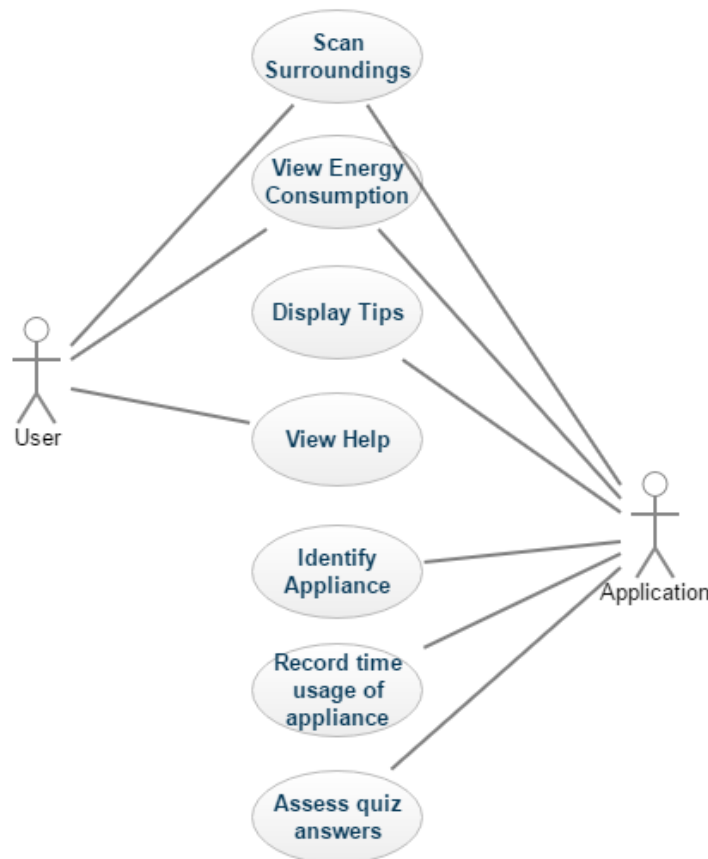 Scan
Surroundings
View Energy
Consumption
Display Tips
User
View Help
Identify
Appliance
Application
Record time
usage of
appliance
Assess quiz
answers